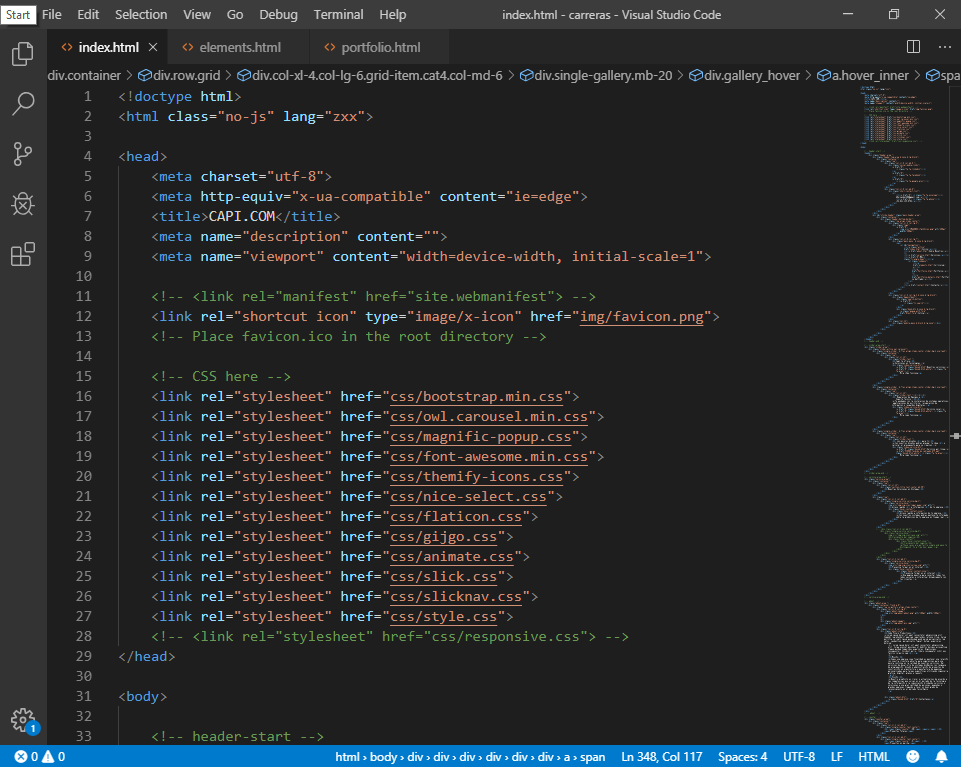 Start File Edit Selection View Go Debug Terminal Help index.html - carreras - Visual Studio Code
index.html elements.html portfolio.html
div.container > div.row.grid > div.col-xl-4.col-lg-6.grid-item.cat4.col-md-6 > div.single-gallery.mb-20 > div.gallery_hover > a.hover_inner > spa
1 <!doctype html>
2 <html class="no-js" lang="zxx">
3
4 <head>
5 <meta charset="utf-8">
6 <meta http-equiv="x-ua-compatible" content="ie=edge">
7 <title>CAPI.COM</title>
8 <meta name="description" content="">
9 <meta name="viewport" content="width=device-width, initial-scale=1">
10
11 <!-- <link rel="manifest" href="site.webmanifest"> -->
12 <link rel="shortcut icon" type="image/x-icon" href="img/favicon.png">
13 <!-- Place favicon.ico in the root directory -->
14
15 <!-- CSS here -->
16 <link rel="stylesheet" href="css/bootstrap.min.css">
17 <link rel="stylesheet" href="css/owl.carousel.min.css">
18 <link rel="stylesheet" href="css/magnific-popup.css">
19 <link rel="stylesheet" href="css/font-awesome.min.css">
20 <link rel="stylesheet" href="css/themify-icons.css">
21 <link rel="stylesheet" href="css/nice-select.css">
22 <link rel="stylesheet" href="css/flaticon.css">
23 <link rel="stylesheet" href="css/gijgo.css">
24 <link rel="stylesheet" href="css/animate.css">
25 <link rel="stylesheet" href="css/slick.css">
26 <link rel="stylesheet" href="css/slicknav.css">
27 <link rel="stylesheet" href="css/style.css">
28 <!-- <link rel="stylesheet" href="css/responsive.css"> -->
29 </head>
30
31 <body>
32
33 <!-- header-start -->
1
0 0 html › body › div › div › div › div › div › div › a › span Ln 348, Col 117 Spaces: 4 UTF-8 LF HTML